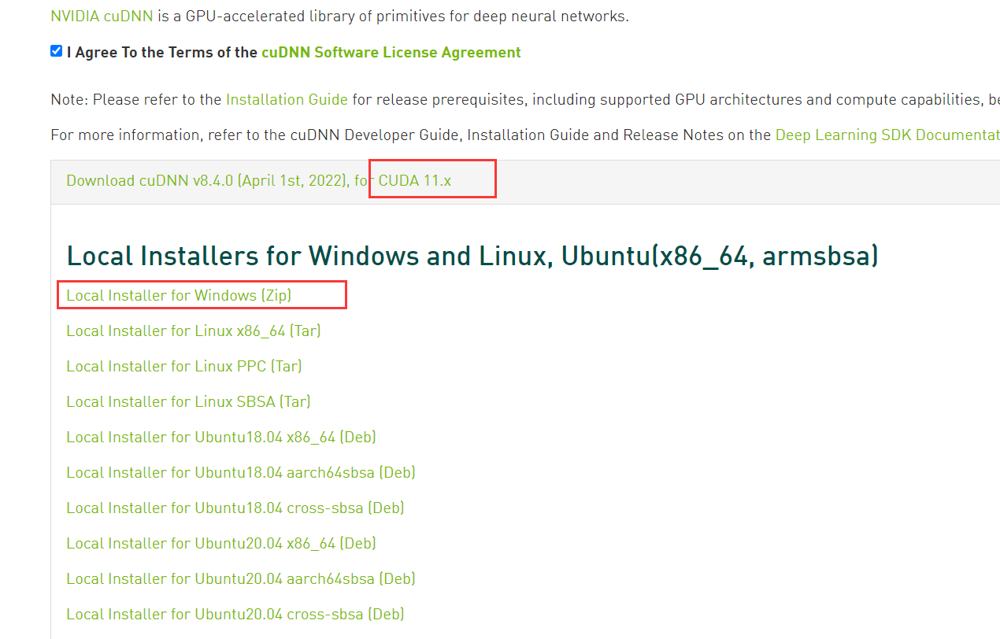 NVIDIA cuDNN is a GPU-accelerated library of primitives for deep neural networks.
I Agree To the Terms of the cuDNN Software License Agreement
Note: Please refer to the Installation Guide for release prerequisites, including supported GPU architectures and compute capabilities, be
For more information, refer to the cuDNN Developer Guide, Installation Guide and Release Notes on the Deep Learning SDK Documentat
Download cuDNN v8.4.0 (April 1st, 2022), for CUDA 11.x
Local Installers for Windows and Linux, Ubuntu(x86_64, armsbsa)
Local Installer for Windows (Zip)
Local Installer for Linux x86_64 (Tar)
Local Installer for Linux PPC (Tar)
Local Installer for Linux SBSA (Tar)
Local Installer for Ubuntu18.04 x86_64 (Deb)
Local Installer for Ubuntu18.04 aarch64sbsa (Deb)
Local Installer for Ubuntu18.04 cross-sbsa (Deb)
Local Installer for Ubuntu20.04 x86_64 (Deb)
Local Installer for Ubuntu20.04 aarch64sbsa (Deb)
Local Installer for Ubuntu20.04 cross-sbsa (Deb)